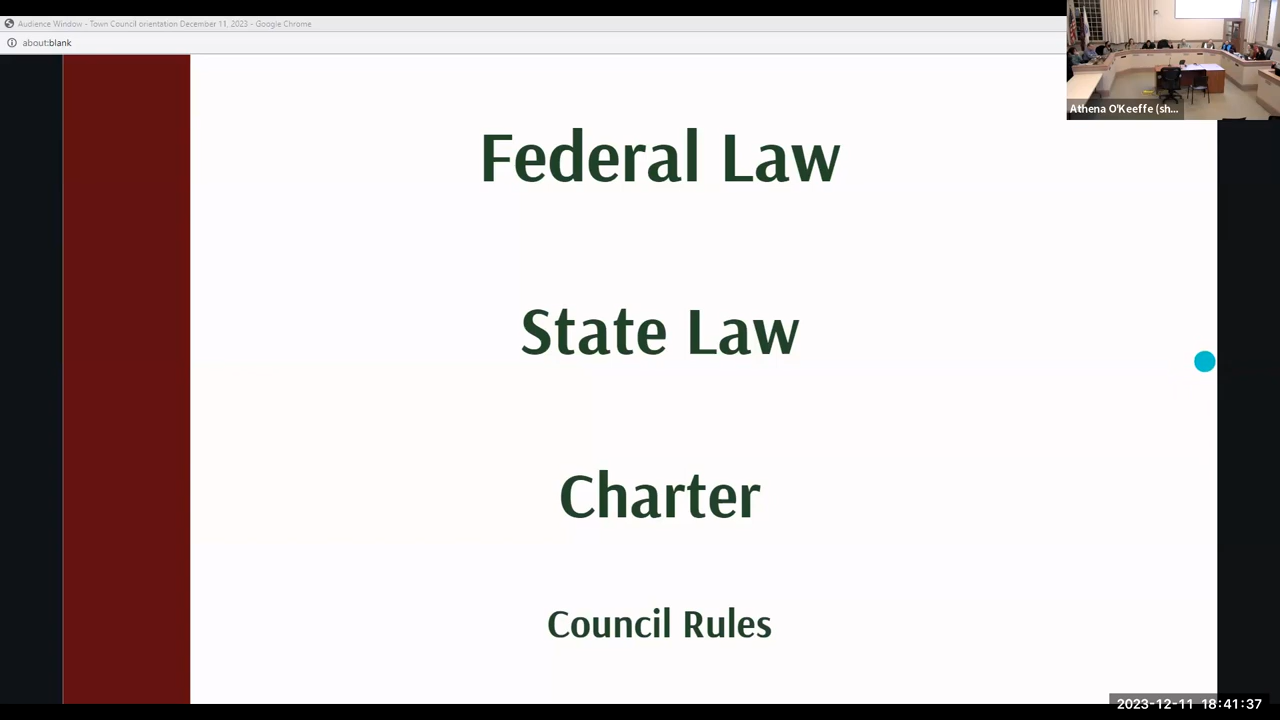 Audience Window - Town Council orientation December 11, 2023 - Google Chrome
about:blank
Athena O'Keeffe (sh...
Federal Law
State Law
Charter
Council Rules
2023-12-11 18:41:37